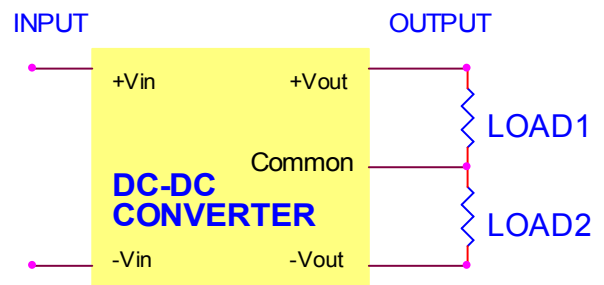 INPUT
OUTPUT
+Vin
+Vout
LOAD1
Common
DC-DC
CONVERTER
LOAD2
-Vin
-Vout